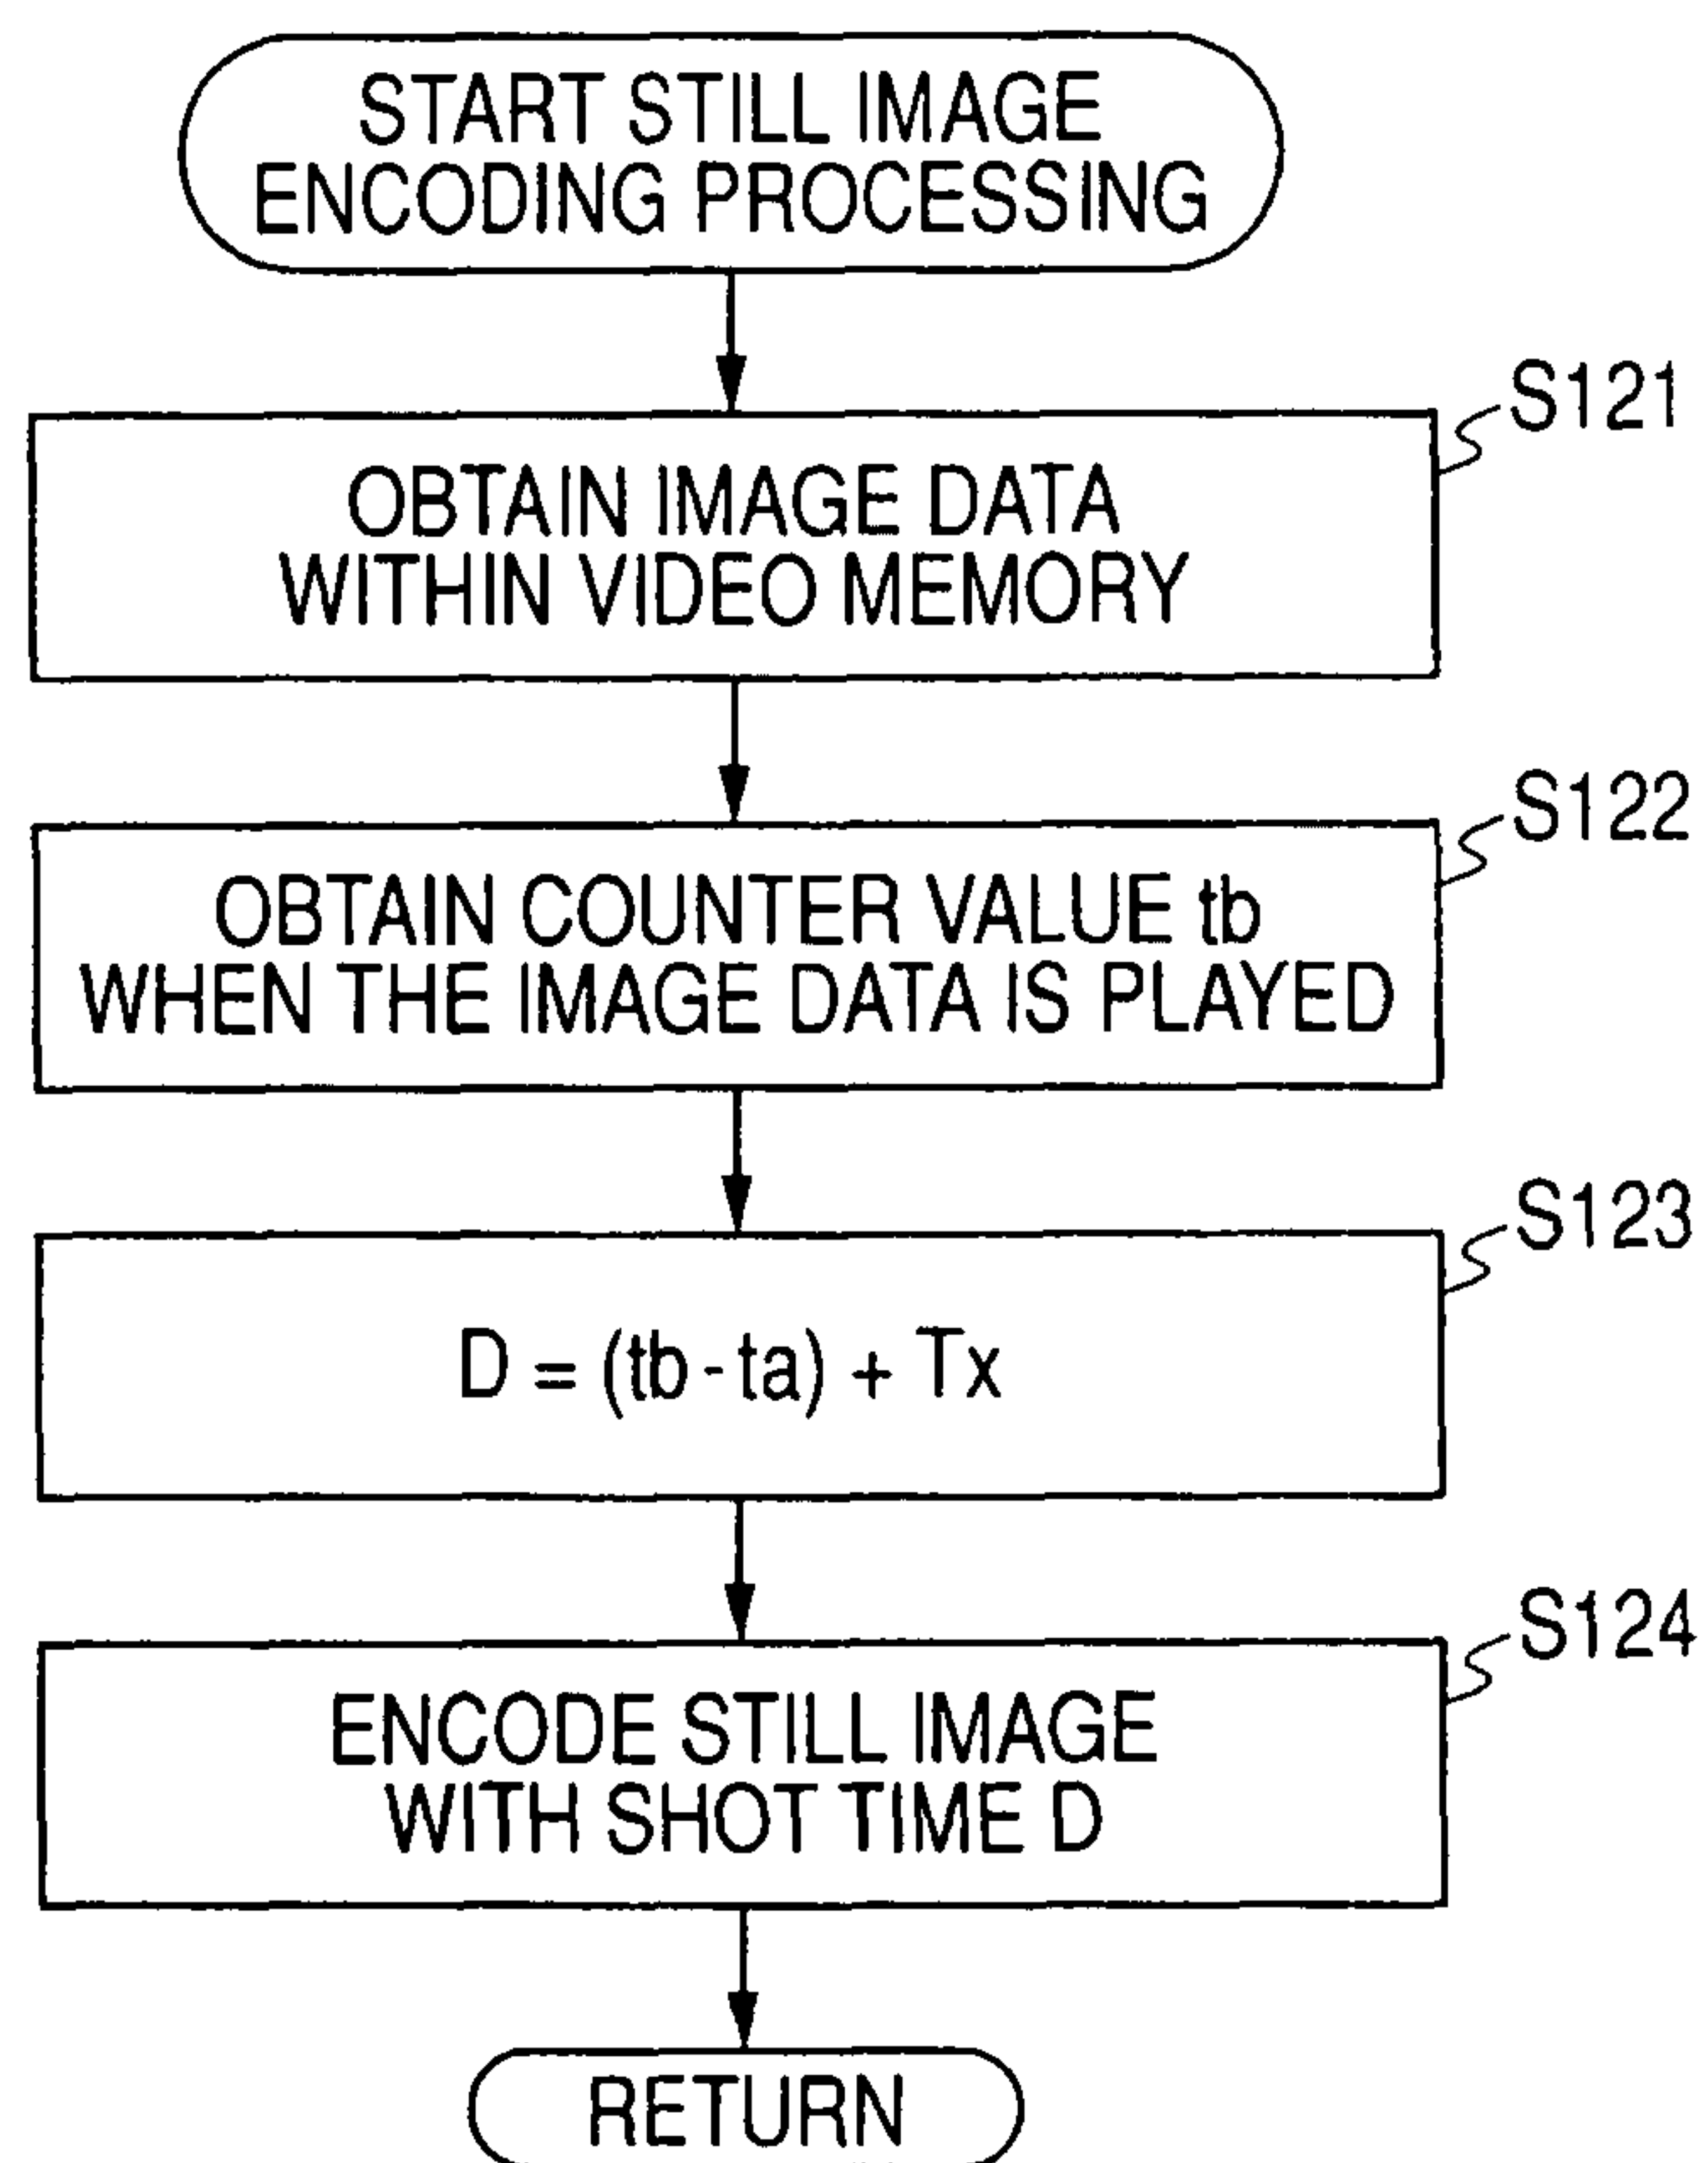 START STILL IMAGE
ENCODING PROCESSING
S121
OBTAIN IMAGE DATA
WITHIN VIDEO MEMORY
S122
OBTAIN COUNTER VALUE tb
WHEN THE IMAGE DATA IS PLAYED
S123
D = (tb - ta) + Tx
S124
ENCODE STILL IMAGE
WITH SHOT TIME D
RETURN